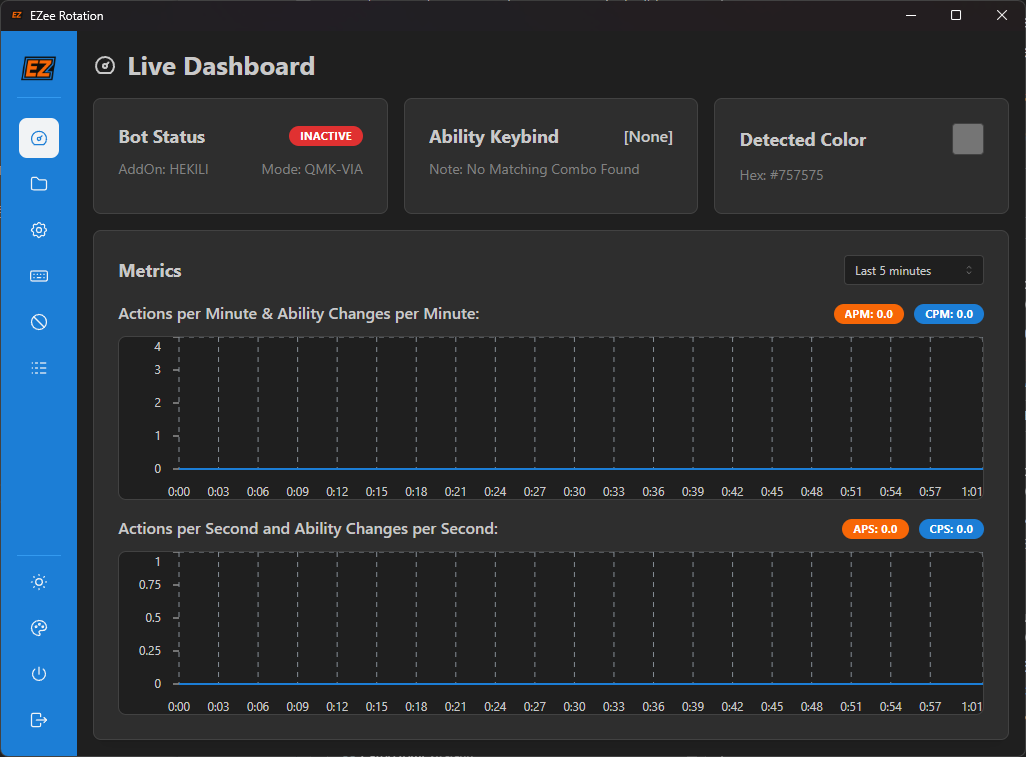 EZ EZee Rotation
EZ
Live Dashboard
Bot Status INACTIVE
AddOn: HEKILI Mode: QMK-VIA
Ability Keybind [None]
Note: No Matching Combo Found
Detected Color
Hex: #757575
Metrics Last 5 minutes
Actions per Minute & Ability Changes per Minute: APM: 0.0 CPM: 0.0
4
3
2
1
0
0:00 0:03 0:06 0:09 0:12 0:15 0:18 0:21 0:24 0:27 0:30 0:33 0:36 0:39 0:42 0:45 0:48 0:51 0:54 0:57 1:01
Actions per Second and Ability Changes per Second: APS: 0.0 CPS: 0.0
1
0.75
0.5
0.25
0
0:00 0:03 0:06 0:09 0:12 0:15 0:18 0:21 0:24 0:27 0:30 0:33 0:36 0:39 0:42 0:45 0:48 0:51 0:54 0:57 1:01